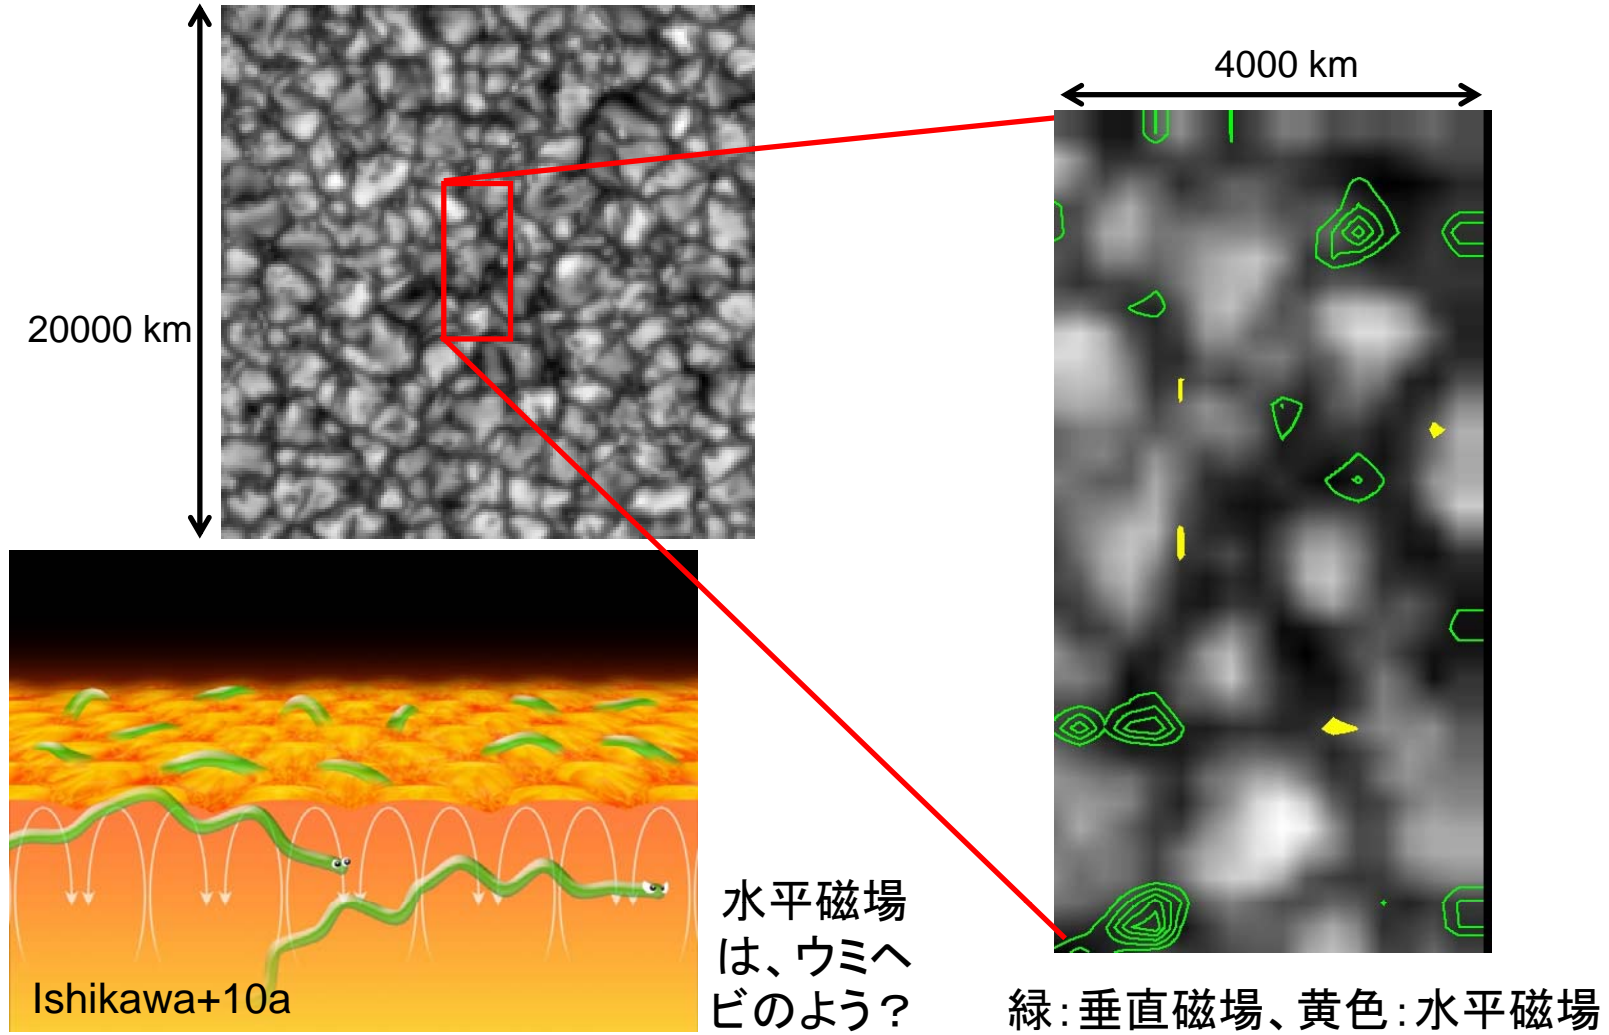 4000 km
20000 km
水平磁場
は、ウミヘ
ビのよう？
Ishikawa+10a
緑：垂直磁場、黄色：水平磁場